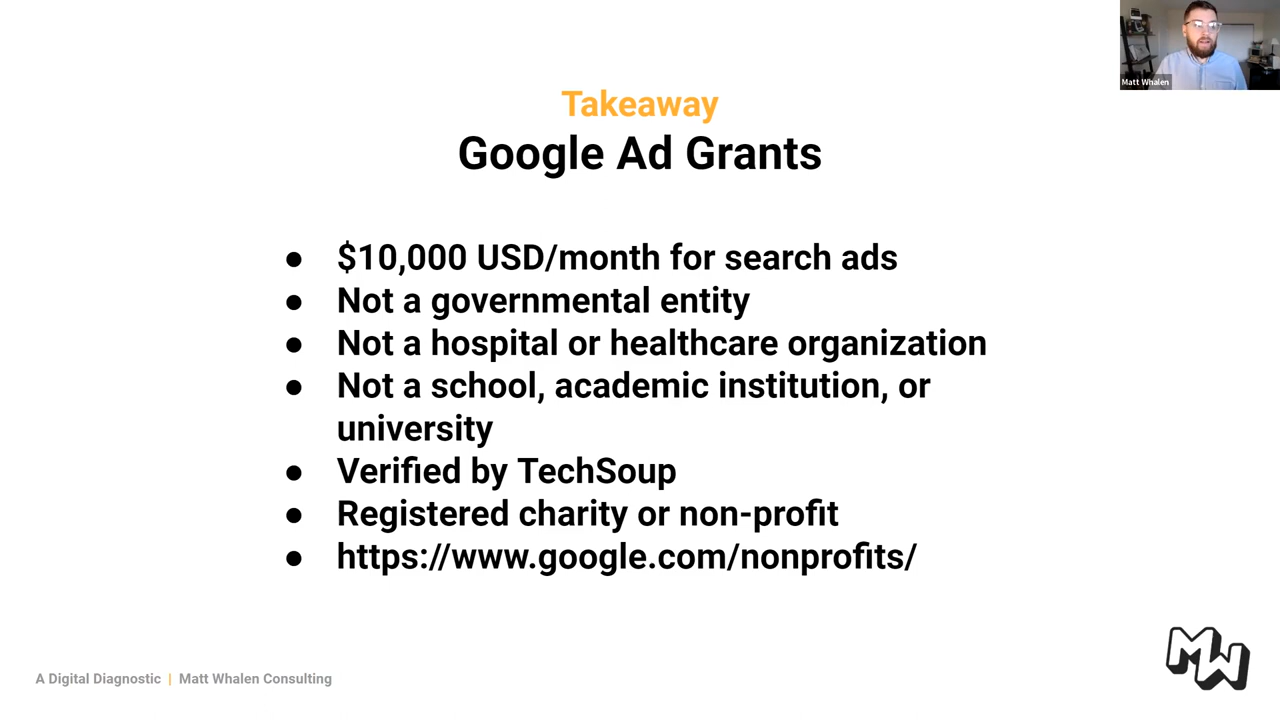 Matt Whalen
Takeaway
Google Ad Grants
● $10,000 USD/month for search ads
● Not a governmental entity
● Not a hospital or healthcare organization
● Not a school, academic institution, or
university
● Verified by TechSoup
● Registered charity or non-profit
● https://www.google.com/nonprofits/
A Digital Diagnostic | Matt Whalen Consulting
MW